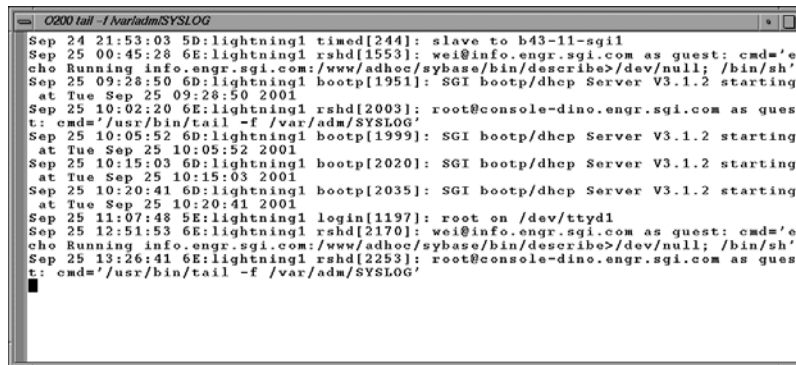 O200 tail -f /var/adm/SYSLOG
Sep 24 21:53:03 5D:lightning1 timed[244]: slave to b43-11-sgi1
Sep 25 00:45:28 6E:lightning1 rshd[1553]: wei@info.engr.sgi.com as guest: cmd='e
cho Running info.engr.sgi.com:/www/adhoc/sybase/bin/describe>/dev/null; /bin/sh'
Sep 25 09:28:50 6D:lightning1 bootp[1951]: SGI bootp/dhcp Server V3.1.2 starting
at Tue Sep 25 09:28:50 2001
Sep 25 10:02:20 6E:lightning1 rshd[2003]: root@console-dino.engr.sgi.com as gues
t: cmd='/usr/bin/tail -f /var/adm/SYSLOG'
Sep 25 10:05:52 6D:lightning1 bootp[1999]: SGI bootp/dhcp Server V3.1.2 starting
at Tue Sep 25 10:05:52 2001
Sep 25 10:15:03 6D:lightning1 bootp[2020]: SGI bootp/dhcp Server V3.1.2 starting
at Tue Sep 25 10:15:03 2001
Sep 25 10:20:41 6D:lightning1 bootp[2035]: SGI bootp/dhcp Server V3.1.2 starting
at Tue Sep 25 10:20:41 2001
Sep 25 11:07:48 5E:lightning1 login[1197]: root on /dev/ttyd1
Sep 25 12:51:53 6E:lightning1 rshd[2170]: wei@info.engr.sgi.com as guest: cmd='e
cho Running info.engr.sgi.com:/www/adhoc/sybase/bin/describe>/dev/null; /bin/sh'
Sep 25 13:26:41 6E:lightning1 rshd[2253]: root@console-dino.engr.sgi.com as gues
t: cmd='/usr/bin/tail -f /var/adm/SYSLOG'